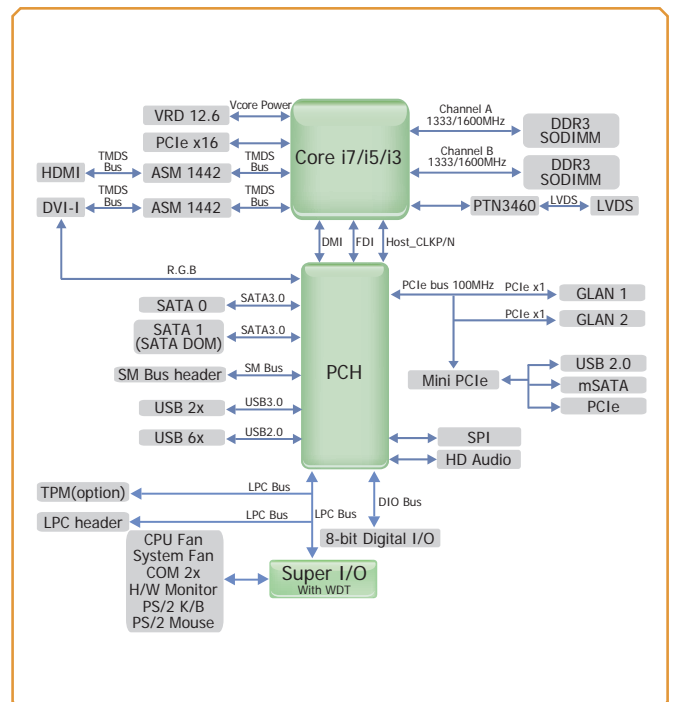 VRD 12.6
Vcore Power
PCIe x16
HDMI
TMDS
Bus
ASM 1442
TMDS
Bus
DVI-I
TMDS
Bus
ASM 1442
TMDS
Bus
Core i7/i5/i3
Channel A
1333/1600MHz
DDR3
SODIMM
Channel B
1333/1600MHz
DDR3
SODIMM
PTN3460
LVDS
LVDS
DMI
FDI
Host_CLKP/N
R.G.B
SATA 0
SATA3.0
SATA 1
(SATA DOM)
SATA3.0
SM Bus header
SM Bus
USB 2x
USB3.0
USB 6x
USB2.0
PCH
PCIe bus 100MHz
PCIe x1
GLAN 1
PCIe x1
GLAN 2
Mini PCIe
USB 2.0
mSATA
PCIe
SPI
HD Audio
TPM(option)
LPC Bus
LPC header
LPC Bus
LPC Bus
DIO Bus
8-bit Digital I/O
CPU Fan
System Fan
COM 2x
H/W Monitor
PS/2 K/B
PS/2 Mouse
Super I/O
With WDT